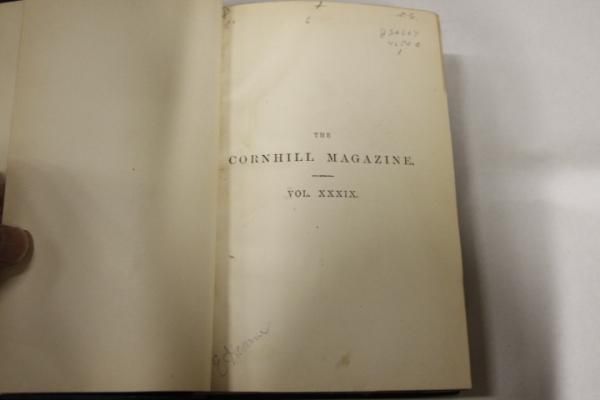 THE
CORNHILL MAGAZINE.
VOL. XXXIX.